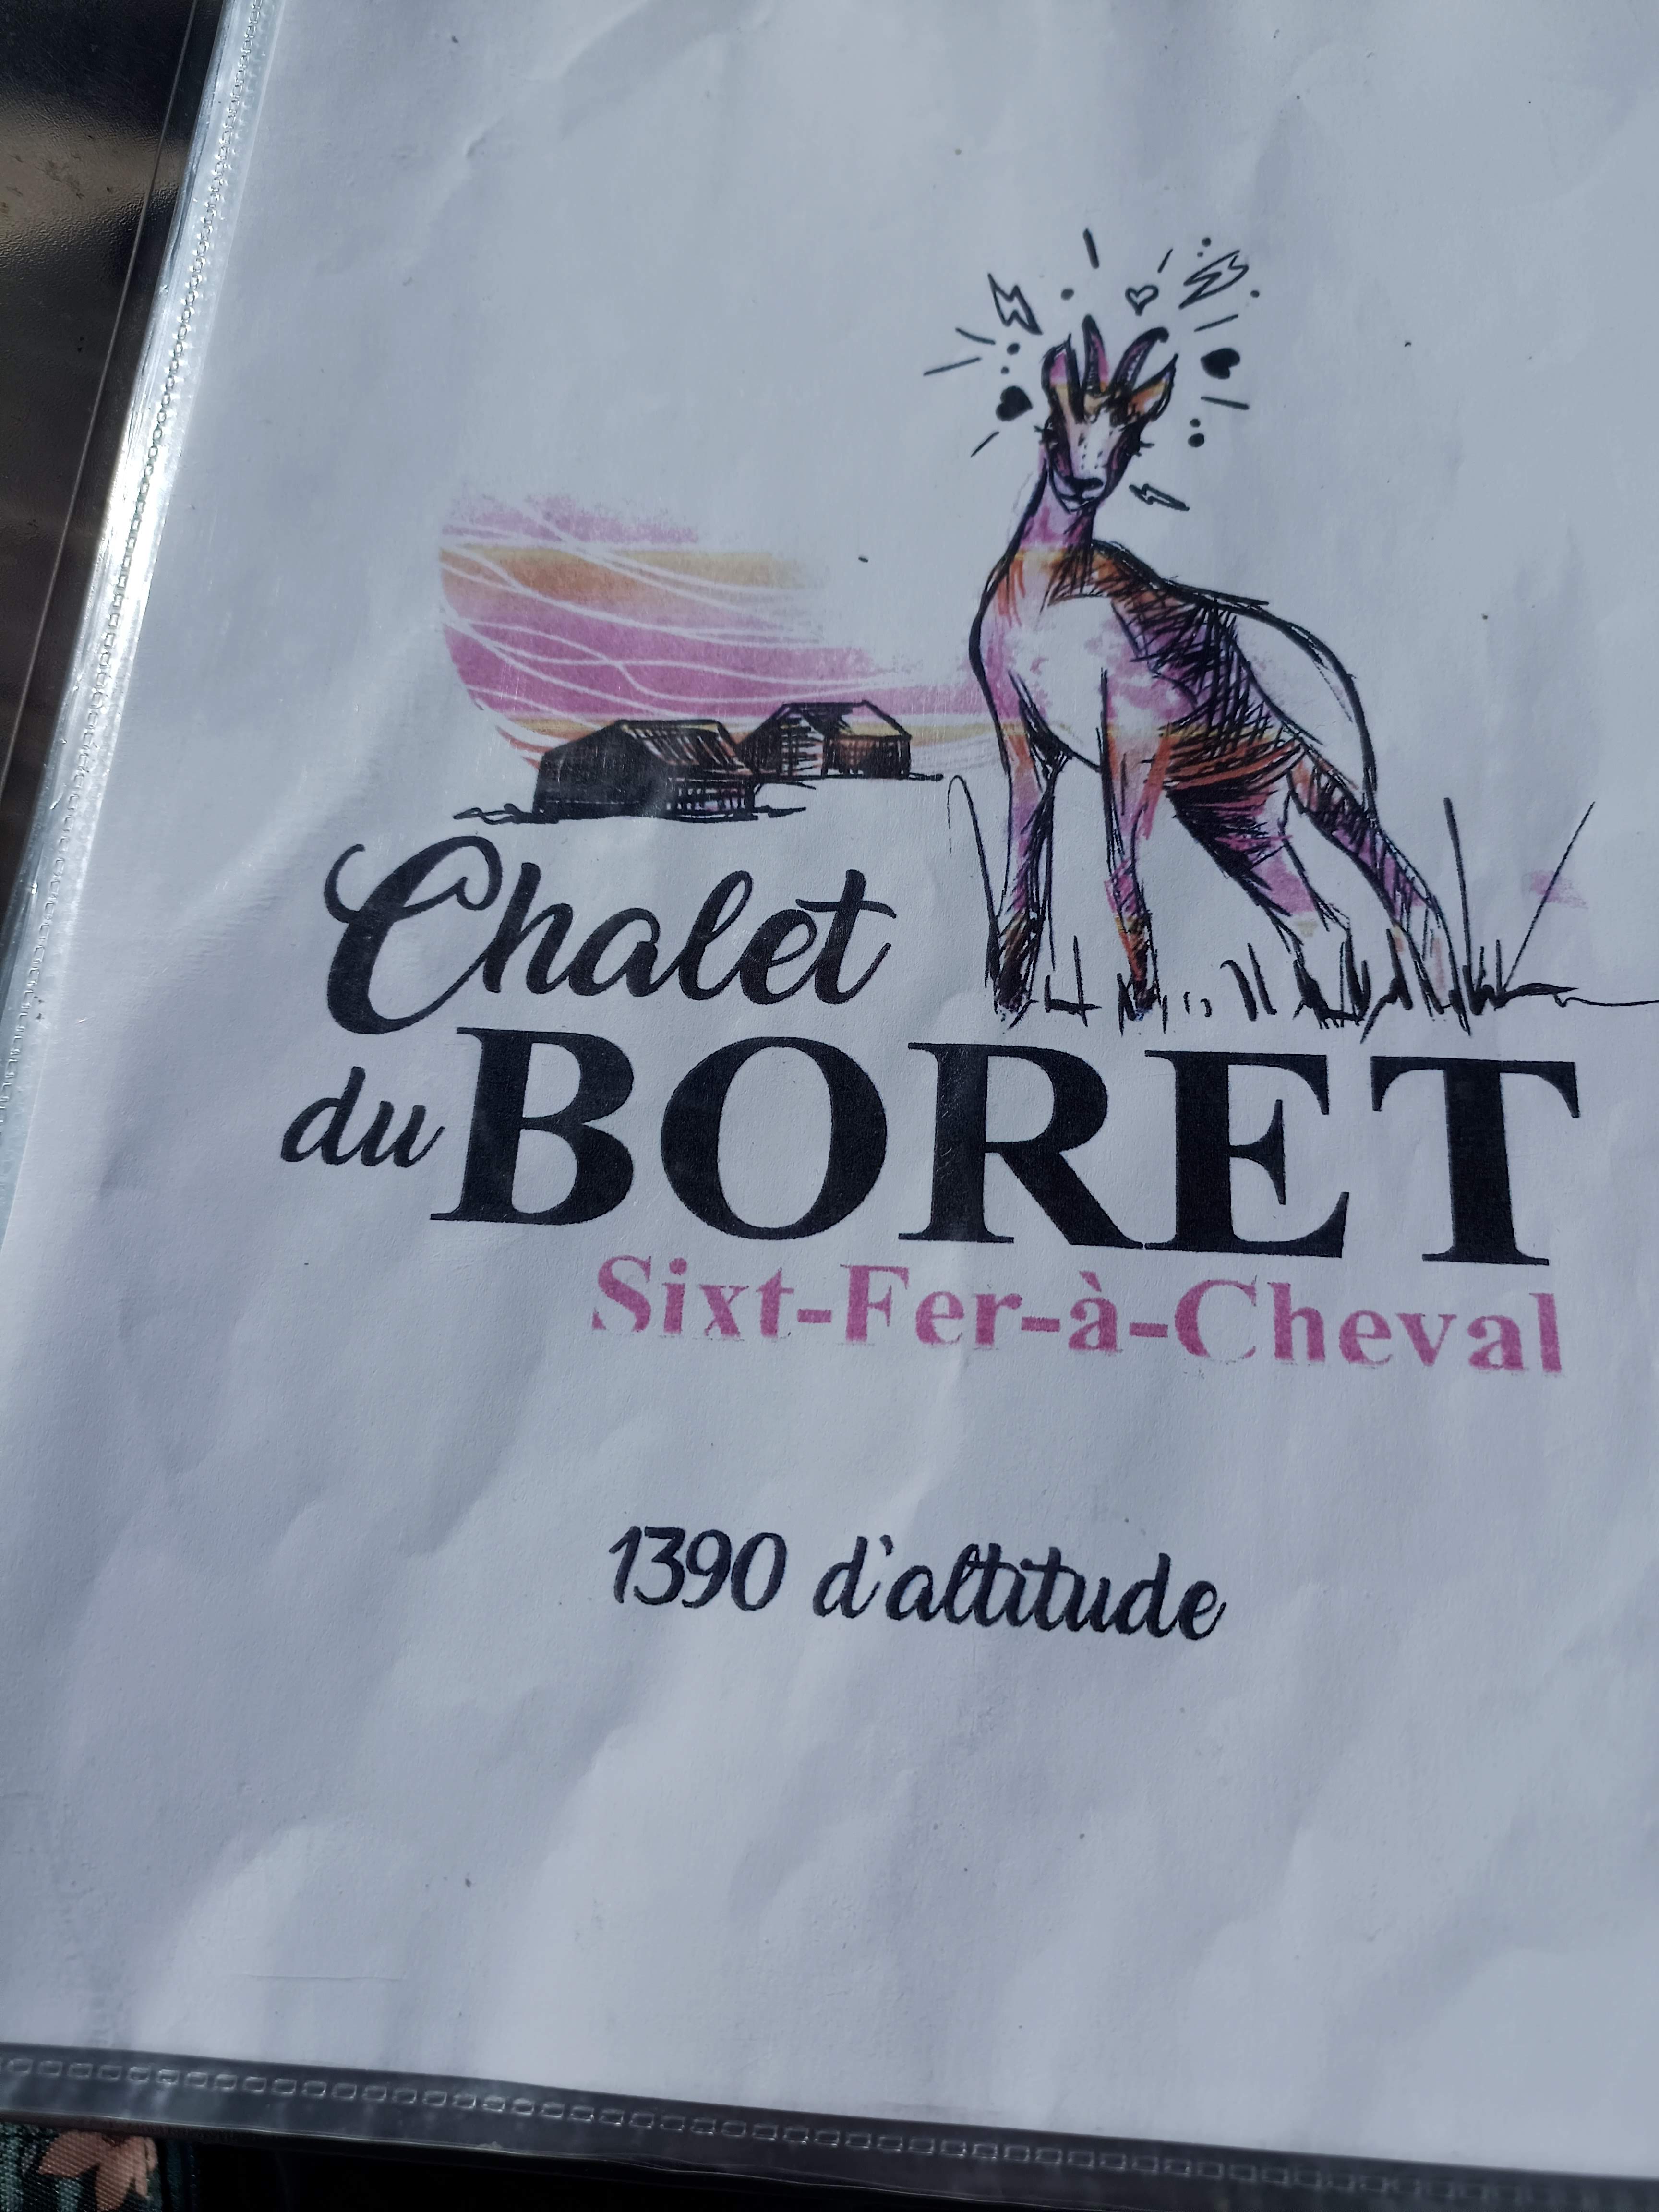 Chalet
du BORET
Sixt-Fer-à-Cheval
1390 d'altitude